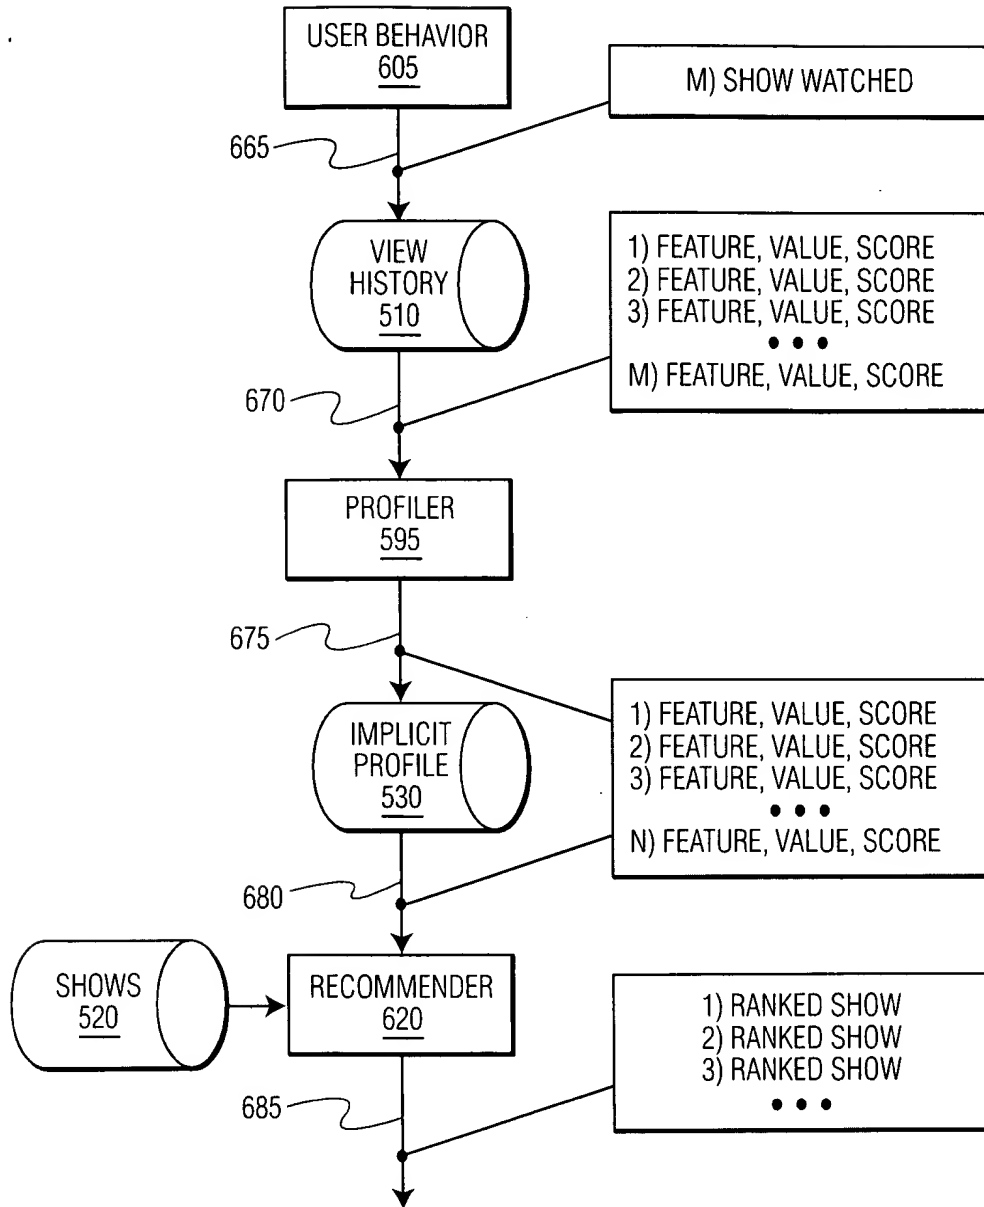 USER BEHAVIOR
605
M) SHOW WATCHED
665
VIEW
HISTORY
510
1) FEATURE, VALUE, SCORE
2) FEATURE, VALUE, SCORE
3) FEATURE, VALUE, SCORE
• • •
M) FEATURE, VALUE, SCORE
670
PROFILER
595
675
IMPLICIT
PROFILE
530
1) FEATURE, VALUE, SCORE
2) FEATURE, VALUE, SCORE
3) FEATURE, VALUE, SCORE
• • •
N) FEATURE, VALUE, SCORE
680
SHOWS
520
RECOMMENDER
620
1) RANKED SHOW
2) RANKED SHOW
3) RANKED SHOW
• • •
685